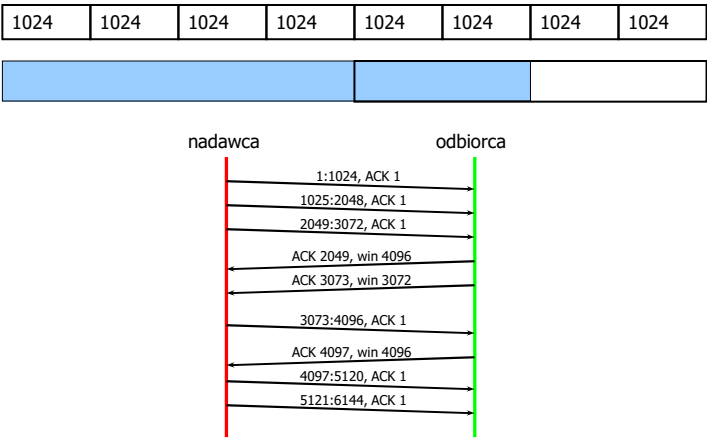 1024 1024 1024 1024 1024 1024 1024 1024
nadawca odbiorca
1:1024, ACK 1
1025:2048, ACK 1
2049:3072, ACK 1
ACK 2049, win 4096
ACK 3073, win 3072
3073:4096, ACK 1
ACK 4097, win 4096
4097:5120, ACK 1
5121:6144, ACK 1